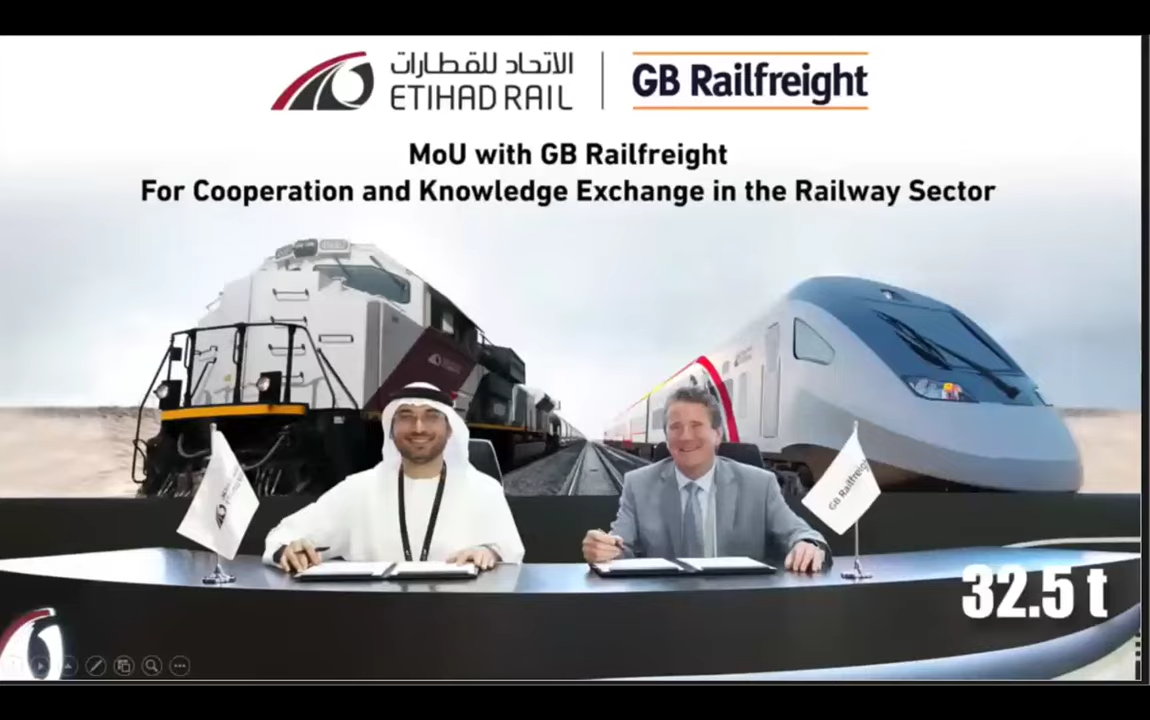 الاتحاد للقطارات
ETIHAD RAIL
GB Railfreight
MoU with GB Railfreight
For Cooperation and Knowledge Exchange in the Railway Sector
GB Railfreight
32.5 t